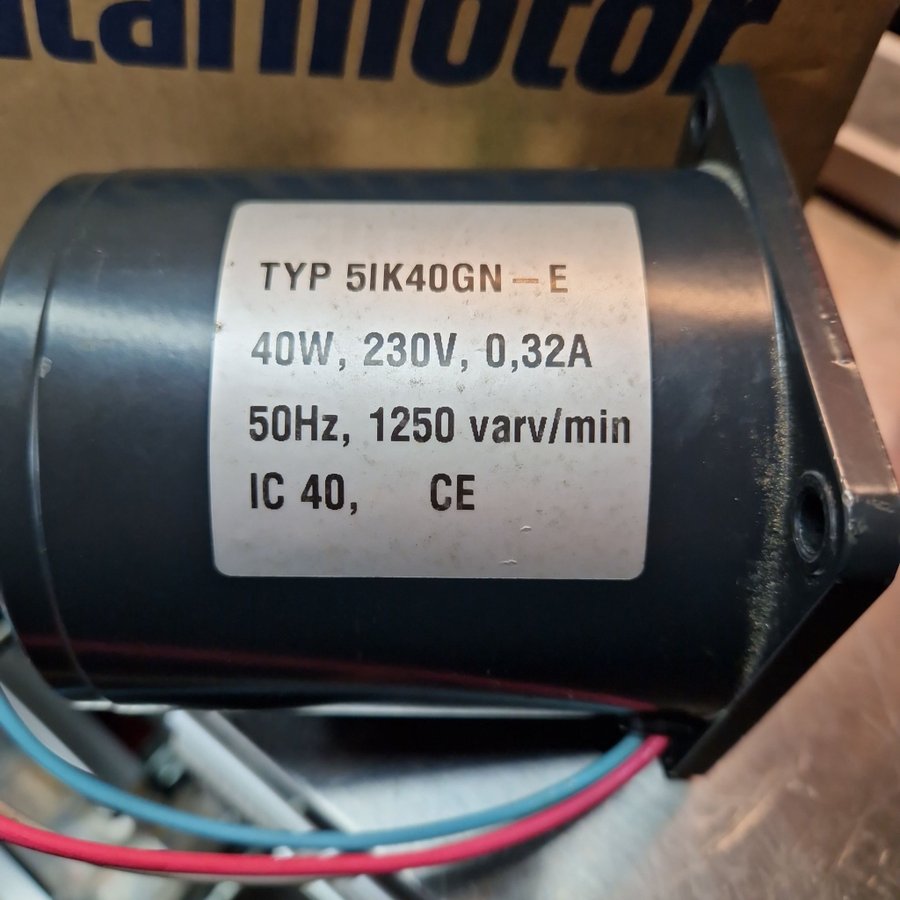 TYP 5IK40GN-E
40W, 230V, 0,32A
50Hz, 1250 varv/min
IC 40, CE